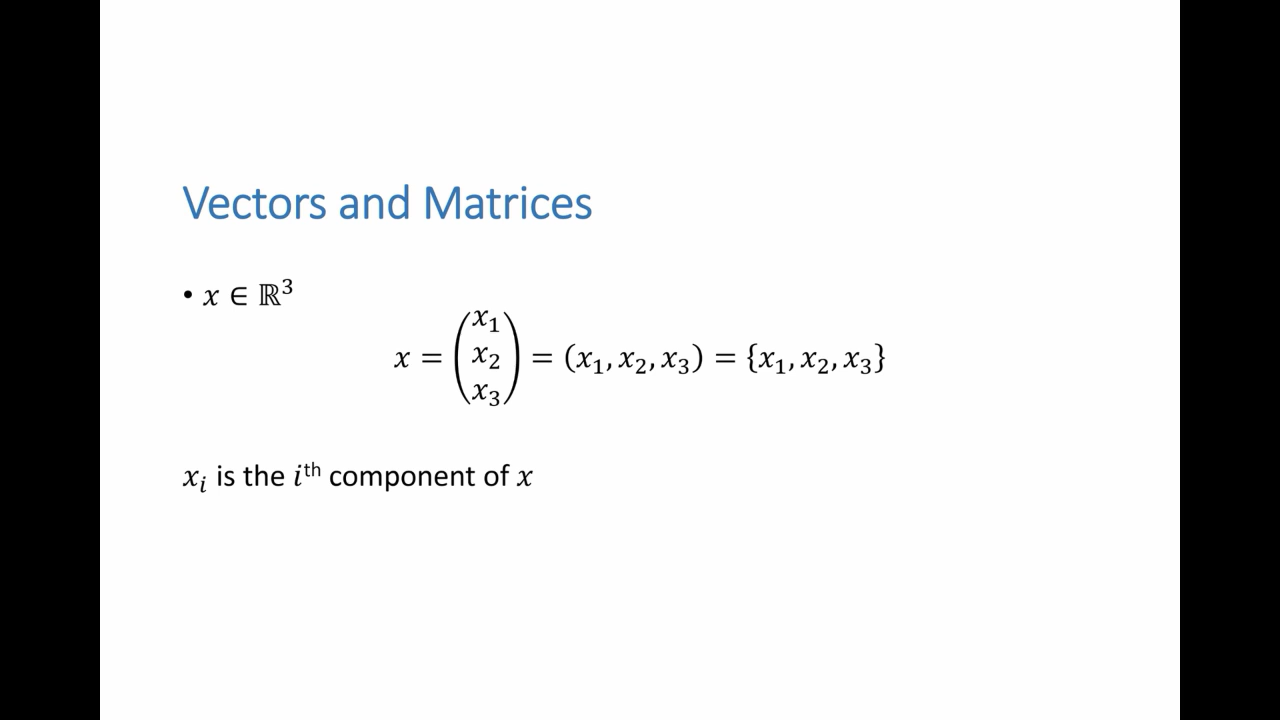 Vectors and Matrices
• 𝑥 ∈ ℝ³
𝑥 = (𝑥₁ 𝑥₂ 𝑥₃) = (𝑥₁, 𝑥₂, 𝑥₃) = {𝑥₁, 𝑥₂, 𝑥₃}
𝑥ᵢ is the 𝑖ᵗʰ component of 𝑥